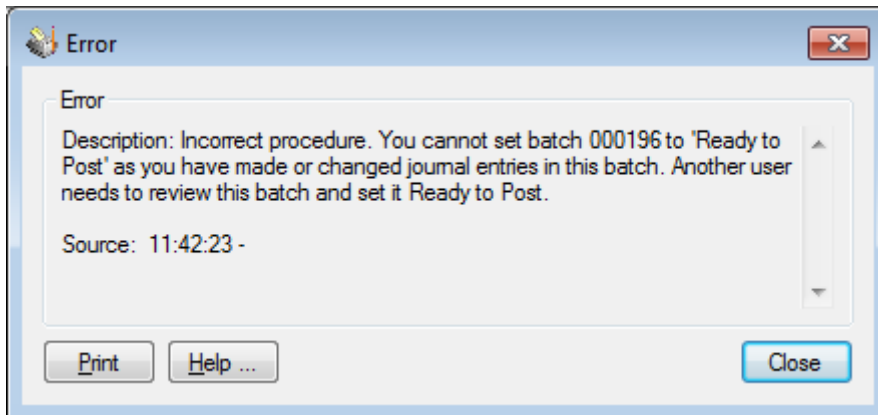 Error
Error
Description: Incorrect procedure. You cannot set batch 000196 to 'Ready to
Post' as you have made or changed journal entries in this batch. Another user
needs to review this batch and set it Ready to Post.
Source: 11:42:23 -
Print
Help ...
Close